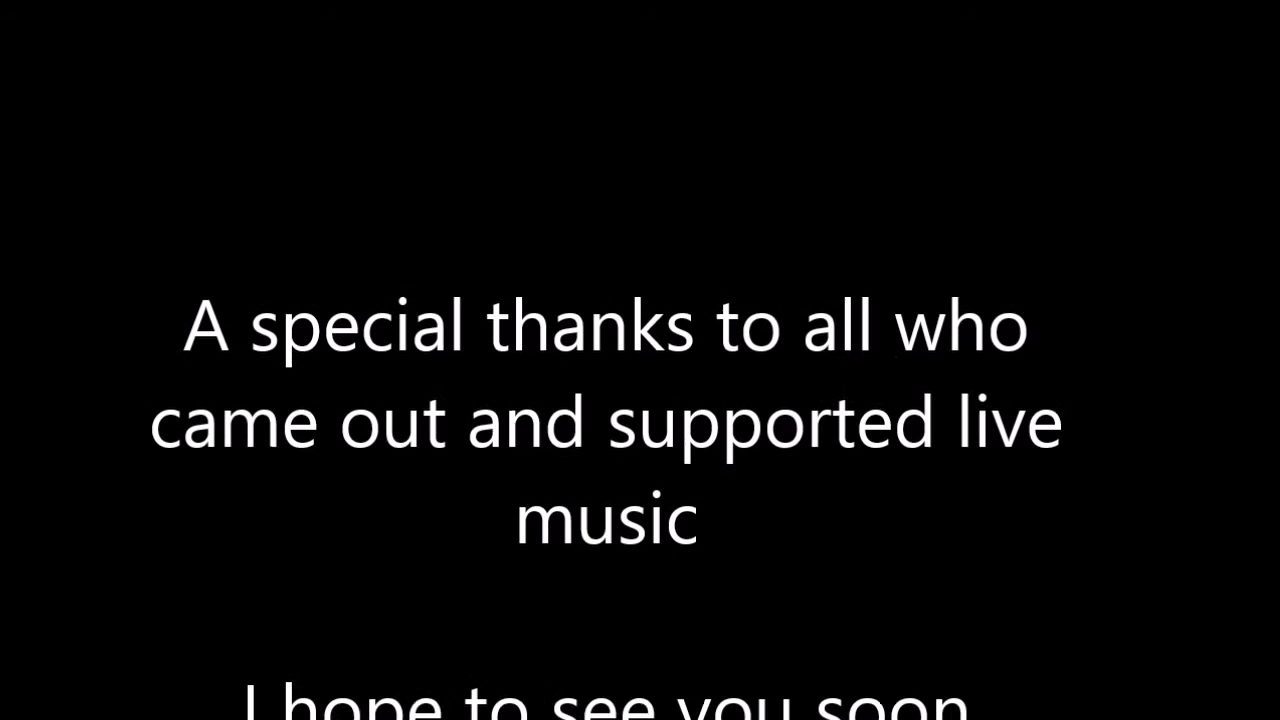 A special thanks to all who
came out and supported live
music
I hope to see you soon